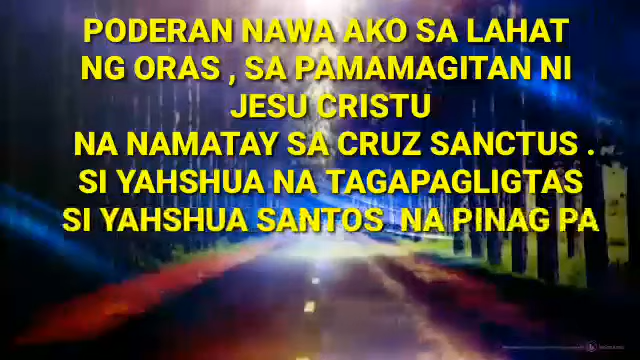 PODERAN NAWA AKO SA LAHAT
NG ORAS , SA PAMAMAGITAN NI
JESU CRISTU
NA NAMATAY SA CRUZ SANCTUS .
SI YAHSHUA NA TAGAPAGLIGTAS
SI YAHSHUA SANTOS NA PINAG PA